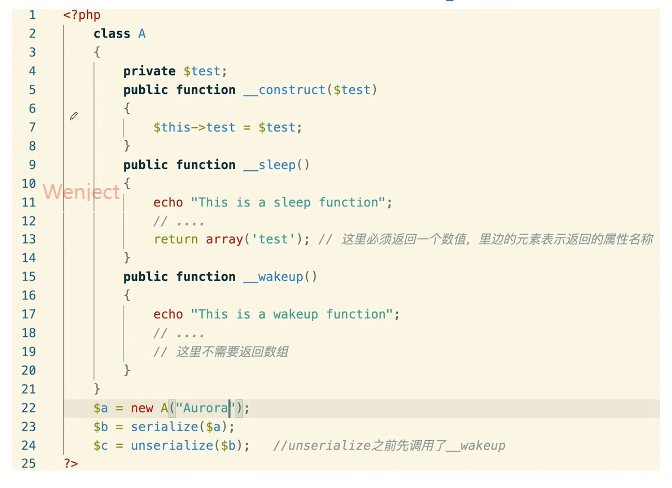 1 <?php
2 class A
3 {
4 private $test;
5 public function __construct($test)
6 {
7 $this->test = $test;
8 }
9 public function __sleep()
10 {
Wenject
11 echo "This is a sleep function";
12 // ....
13 return array('test'); // 这里必须返回一个数值，里边的元素表示返回的属性名称
14 }
15 public function __wakeup()
16 {
17 echo "This is a wakeup function";
18 // ....
19 // 这里不需要返回数组
20 }
21 }
22 $a = new A("Aurora");
23 $b = serialize($a);
24 $c = unserialize($b); //unserialize之前先调用了__wakeup
25 ?>